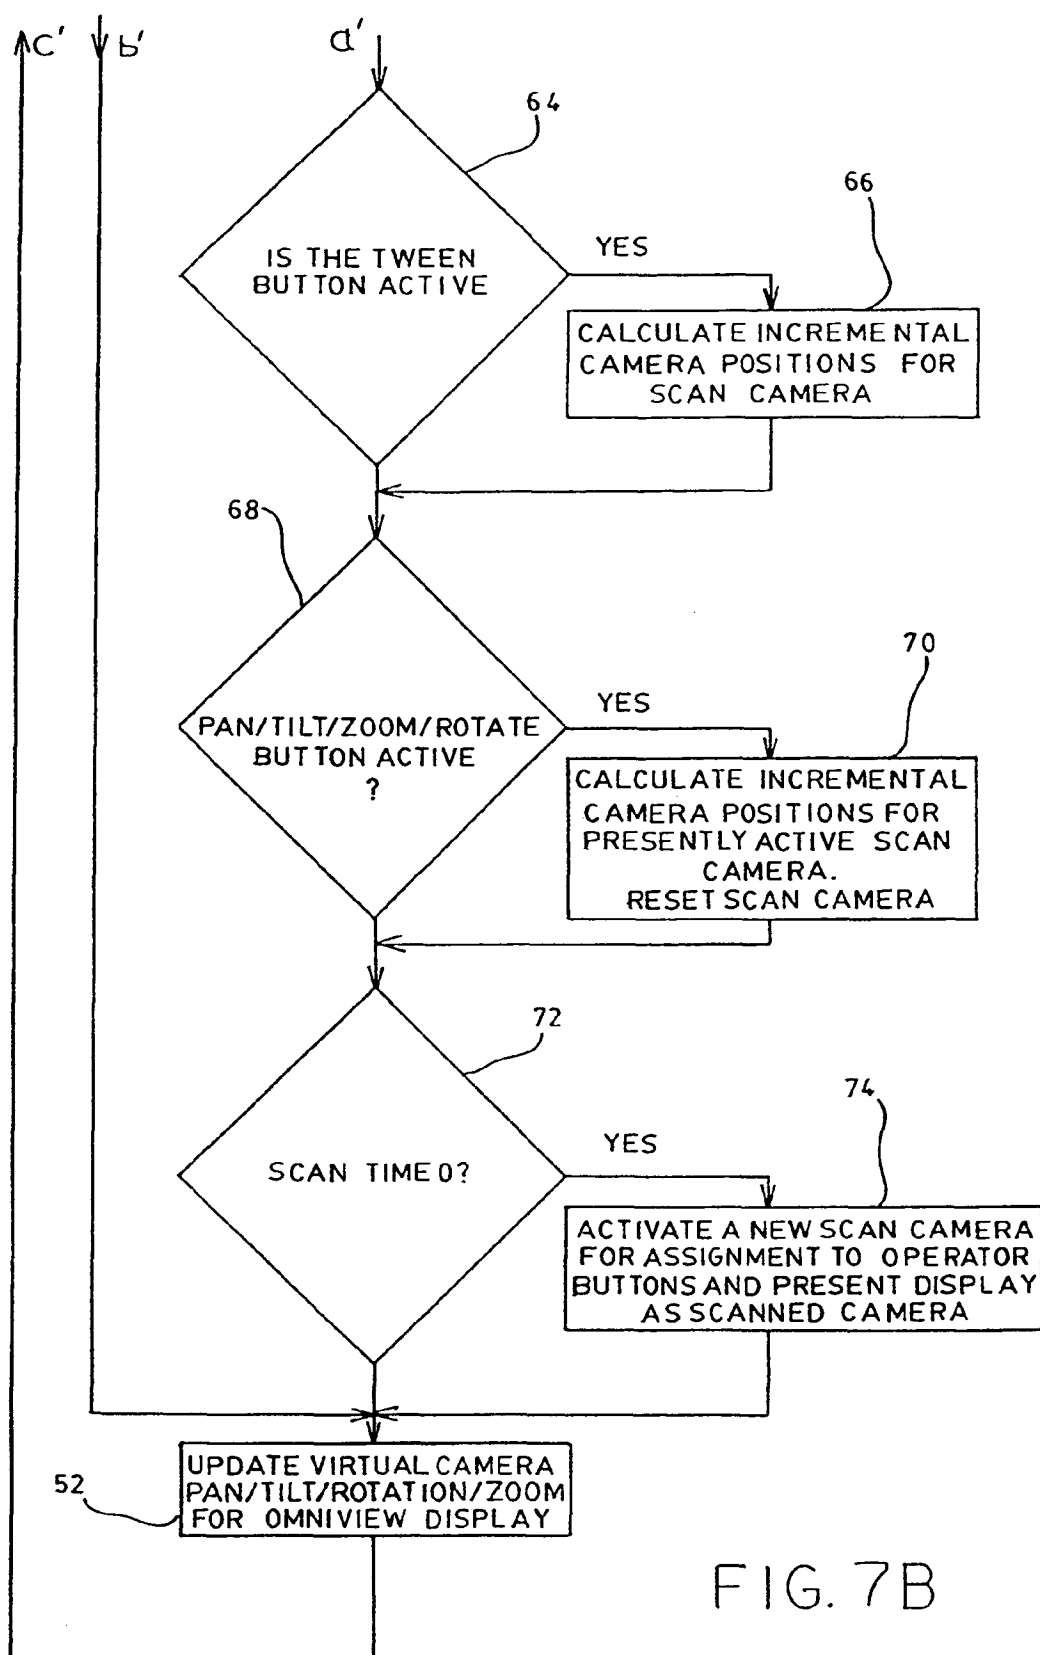 C' b' a'
64
66
IS THE TWEEN
BUTTON ACTIVE
YES
CALCULATE INCREMENTAL
CAMERA POSITIONS FOR
SCAN CAMERA
68
70
PAN/TILT/ZOOM/ROTATE
BUTTON ACTIVE
?
YES
CALCULATE INCREMENTAL
CAMERA POSITIONS FOR
PRESENTLY ACTIVE SCAN
CAMERA.
RESET SCAN CAMERA
72
74
SCAN TIME 0?
YES
ACTIVATE A NEW SCAN CAMERA
FOR ASSIGNMENT TO OPERATOR
BUTTONS AND PRESENT DISPLAY
AS SCANNED CAMERA
52
UPDATE VIRTUAL CAMERA
PAN/TILT/ROTATION/ZOOM
FOR OMNIVIEW DISPLAY
FIG. 7B